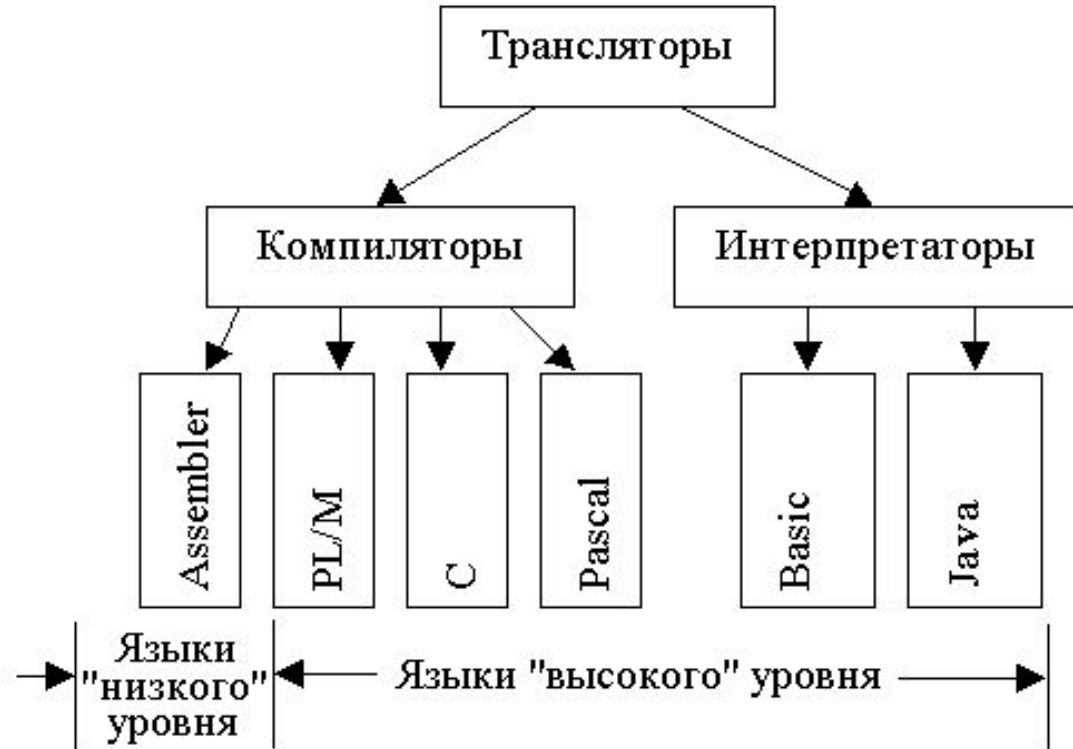 Трансляторы
Компиляторы
Интерпретаторы
Assembler
PL/M
C
Pascal
Basic
Java
Языки
"низкого"
уровня
Языки "высокого" уровня